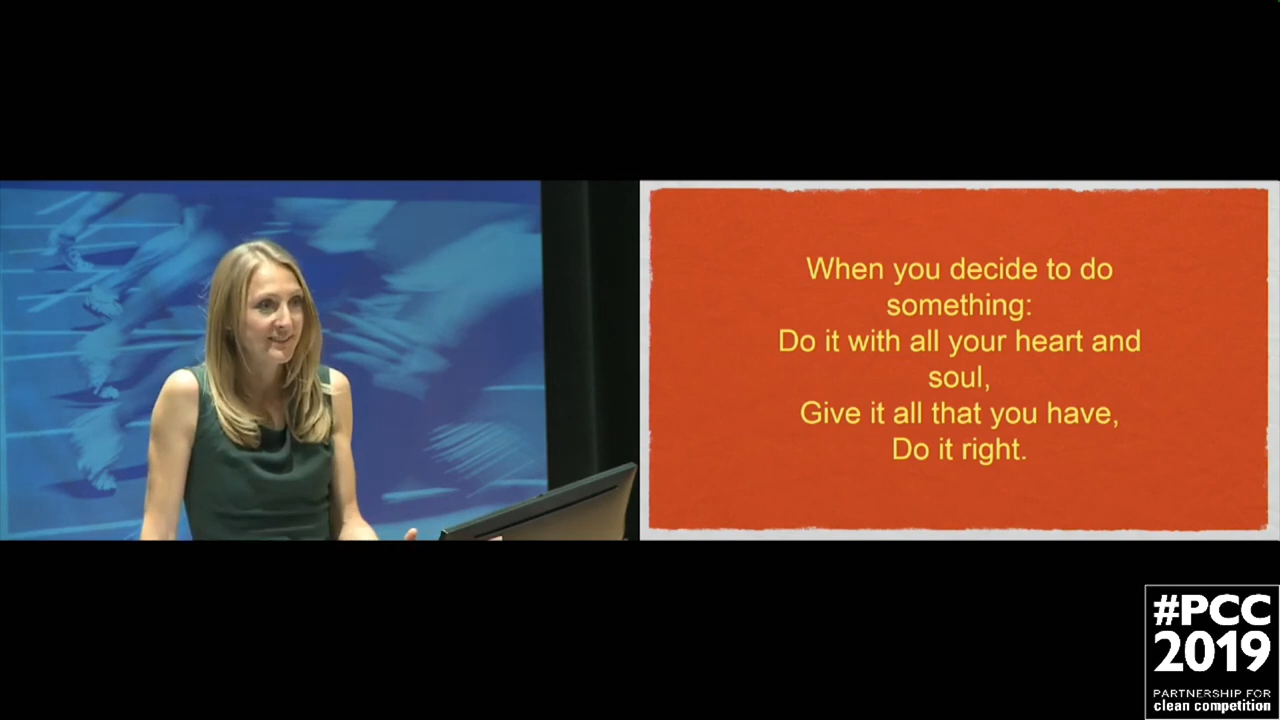 When you decide to do
something:
Do it with all your heart and
soul,
Give it all that you have,
Do it right.
#PCC
2019
PARTNERSHIP FOR
clean competition